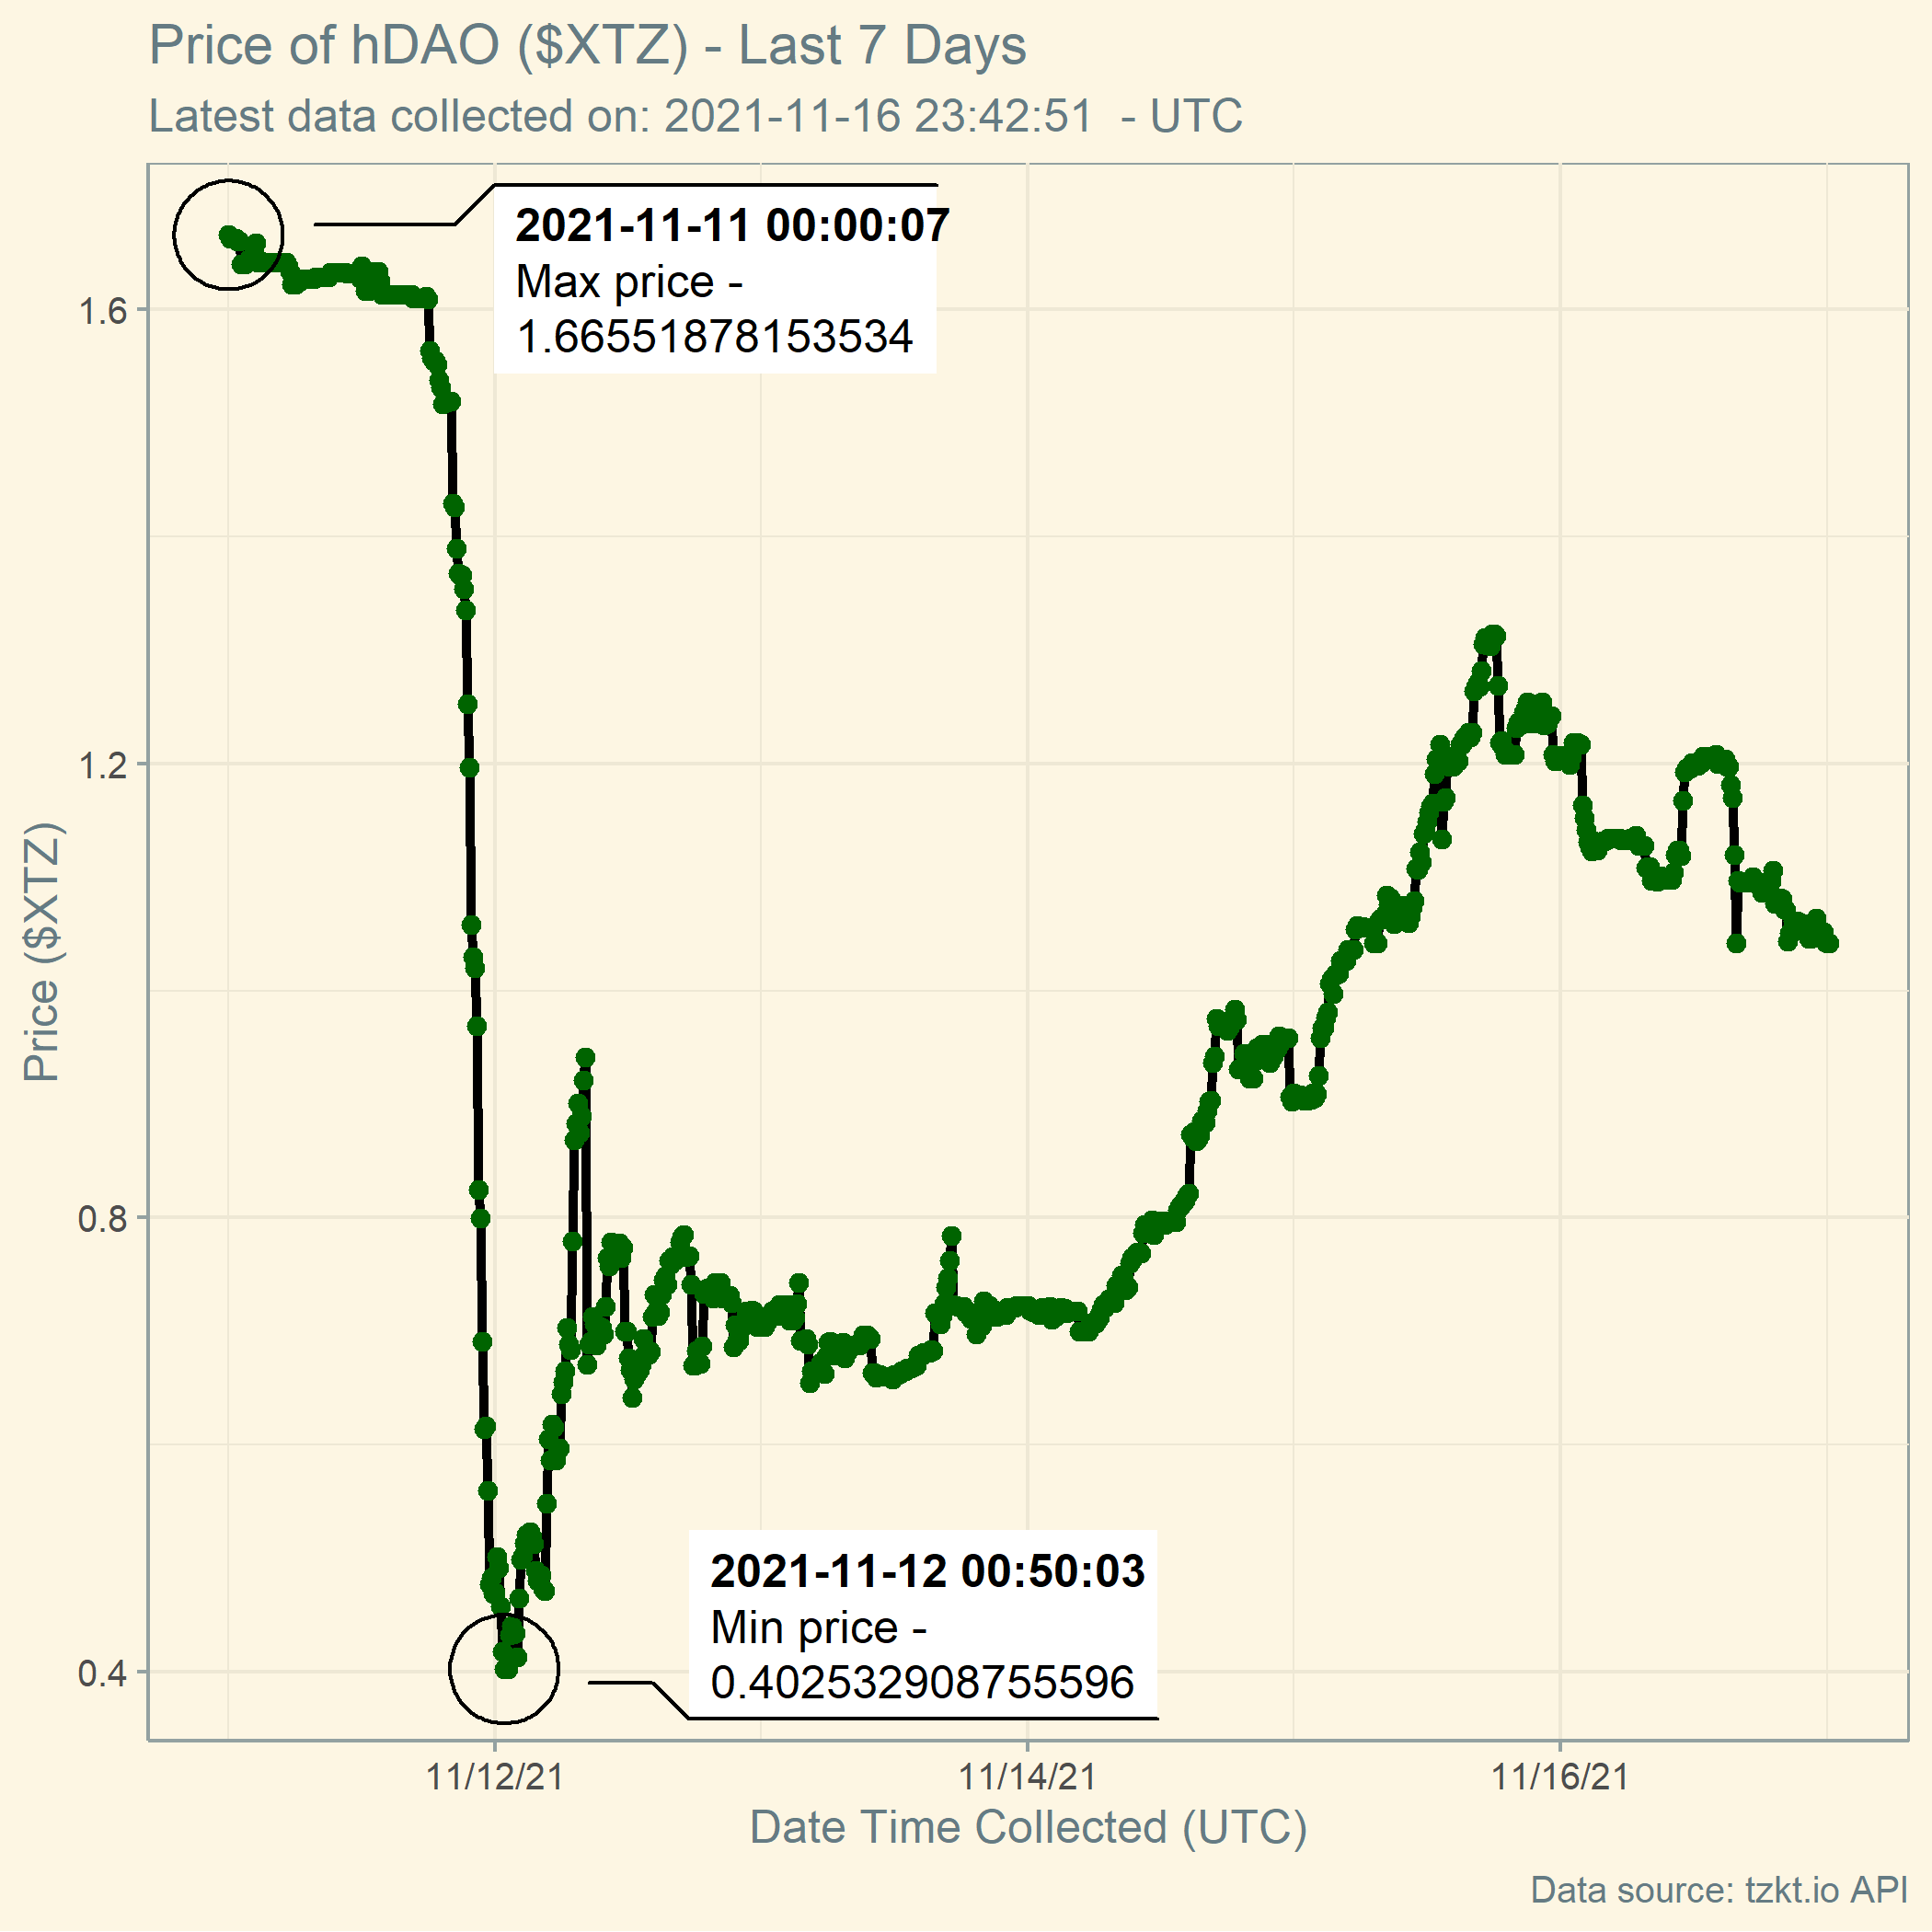 Price of hDAO ($XTZ) - Last 7 Days
Latest data collected on: 2021-11-16 23:42:51  - UTC
2021-11-11 00:00:07
Max price -
1.66551878153534
1.6
1.2
0.8
0.4
Price ($XTZ)
2021-11-12 00:50:03
Min price -
0.402532908755596
11/12/21
11/14/21
11/16/21
Date Time Collected (UTC)
Data source: tzkt.io API